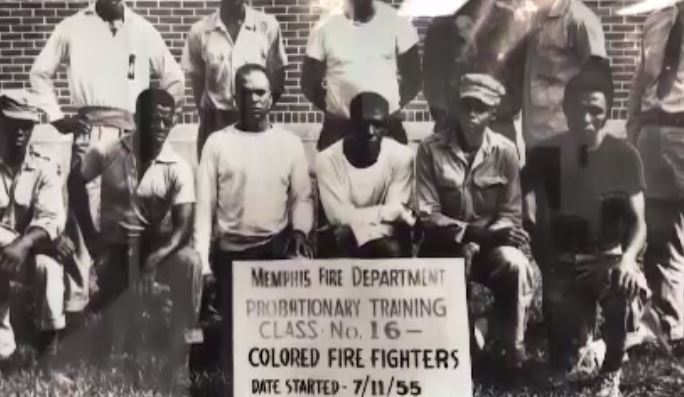 MEMPHIS FIRE DEPARTMENT
PROBATIONARY TRAINING
CLASS·NO. 16 –
COLORED FIRE FIGHTERS
DATE STARTED - 7/11/55